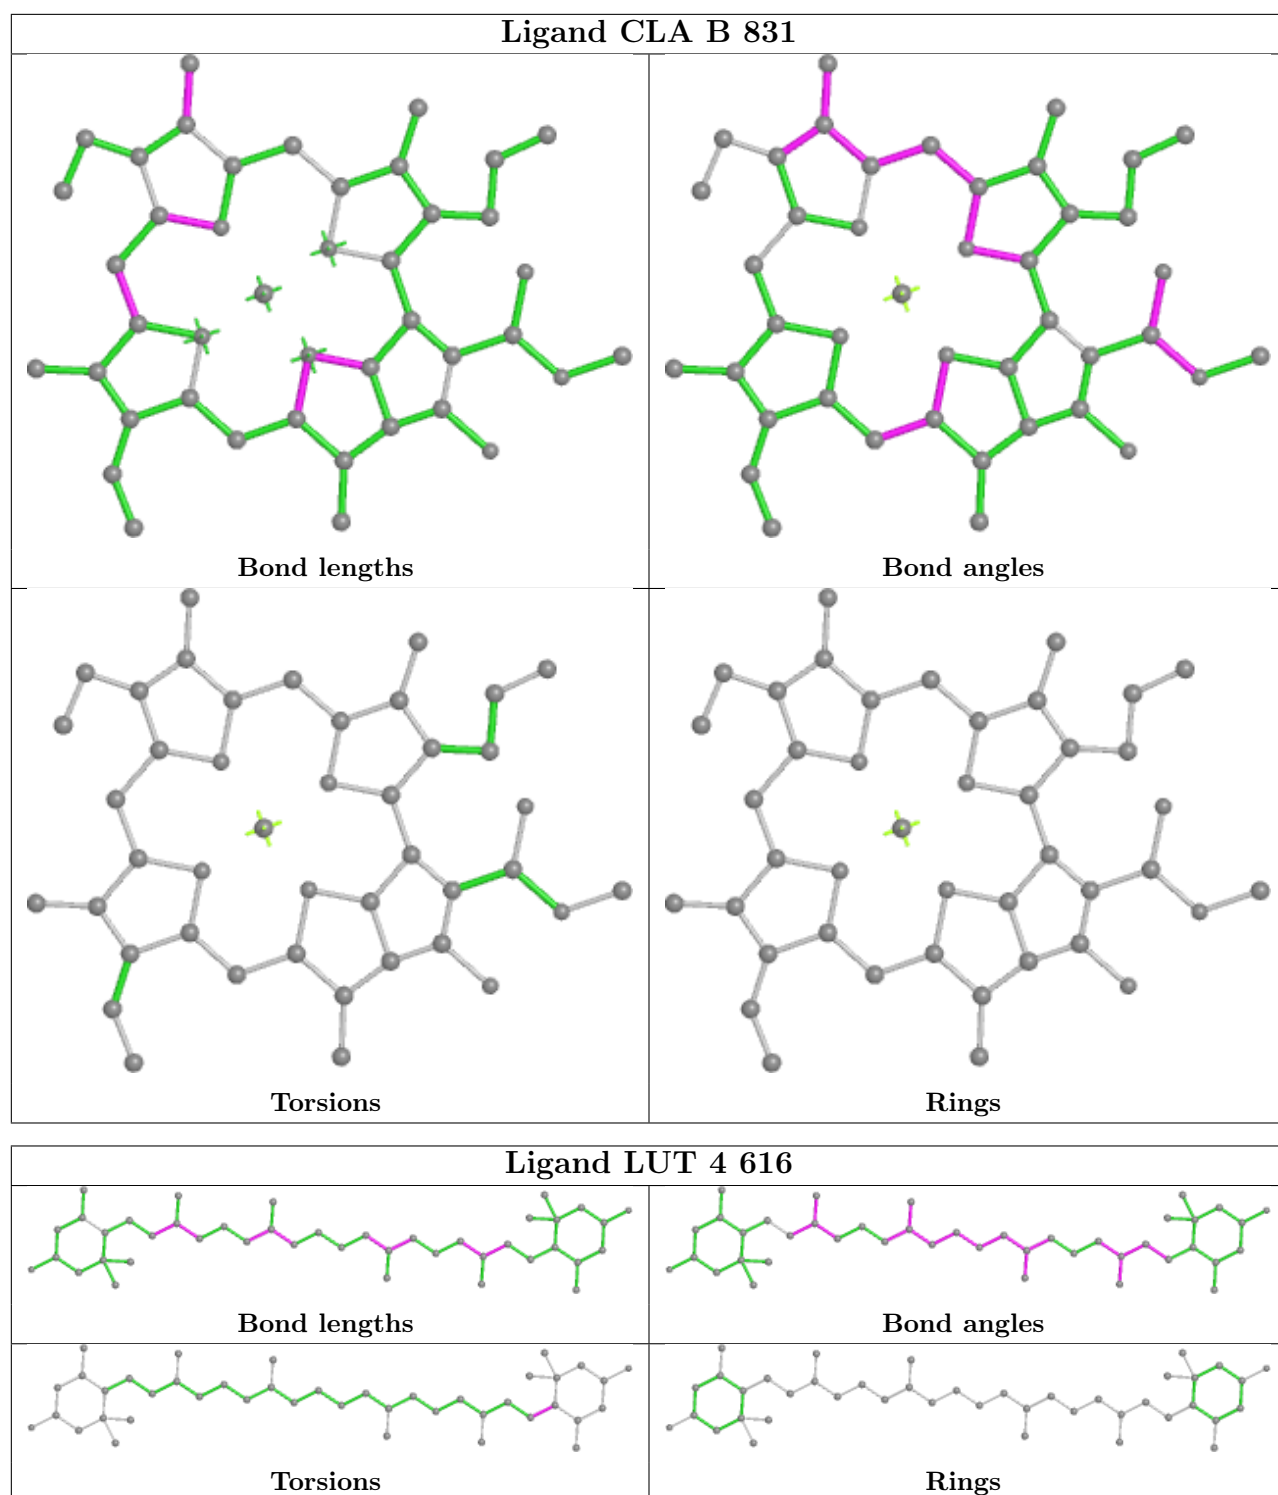 Ligand CLA B 831
Bond lengths
Bond angles
Torsions
Rings
Ligand LUT 4 616
Bond lengths
Bond angles
Torsions
Rings